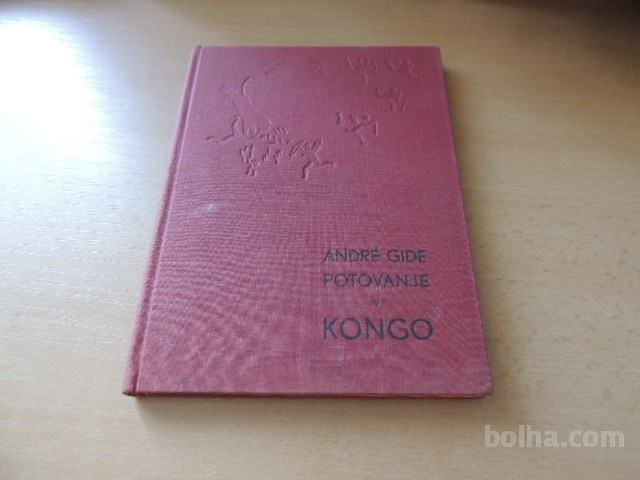 ANDRÉ GIDE
POTOVANJE
V
KONGO
bolha.com